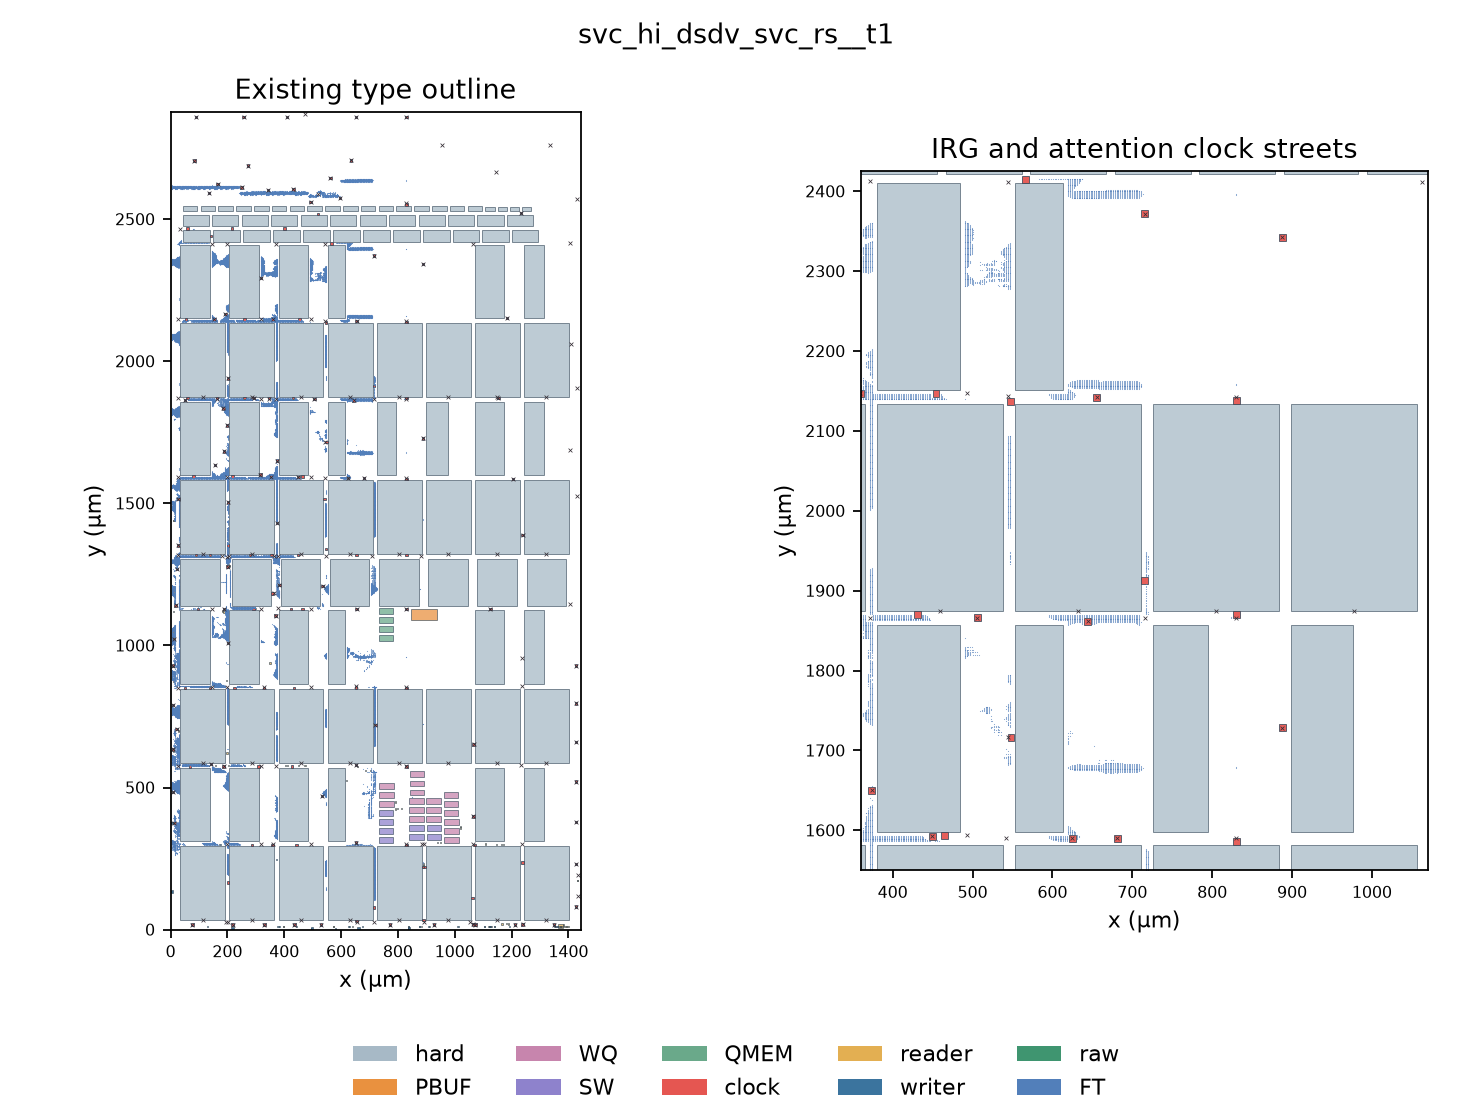 svc_hi_dsdv_svc_rs__t1
Existing type outline
IRG and attention clock streets
2500
2000
1500
1000
500
0
y (µm)
0 200 400 600 800 1000 1200 1400
x (µm)
2400
2300
2200
2100
2000
1900
1800
1700
1600
y (µm)
400 500 600 700 800 900 1000
x (µm)
hard WQ QMEM reader raw
PBUF SW clock writer FT